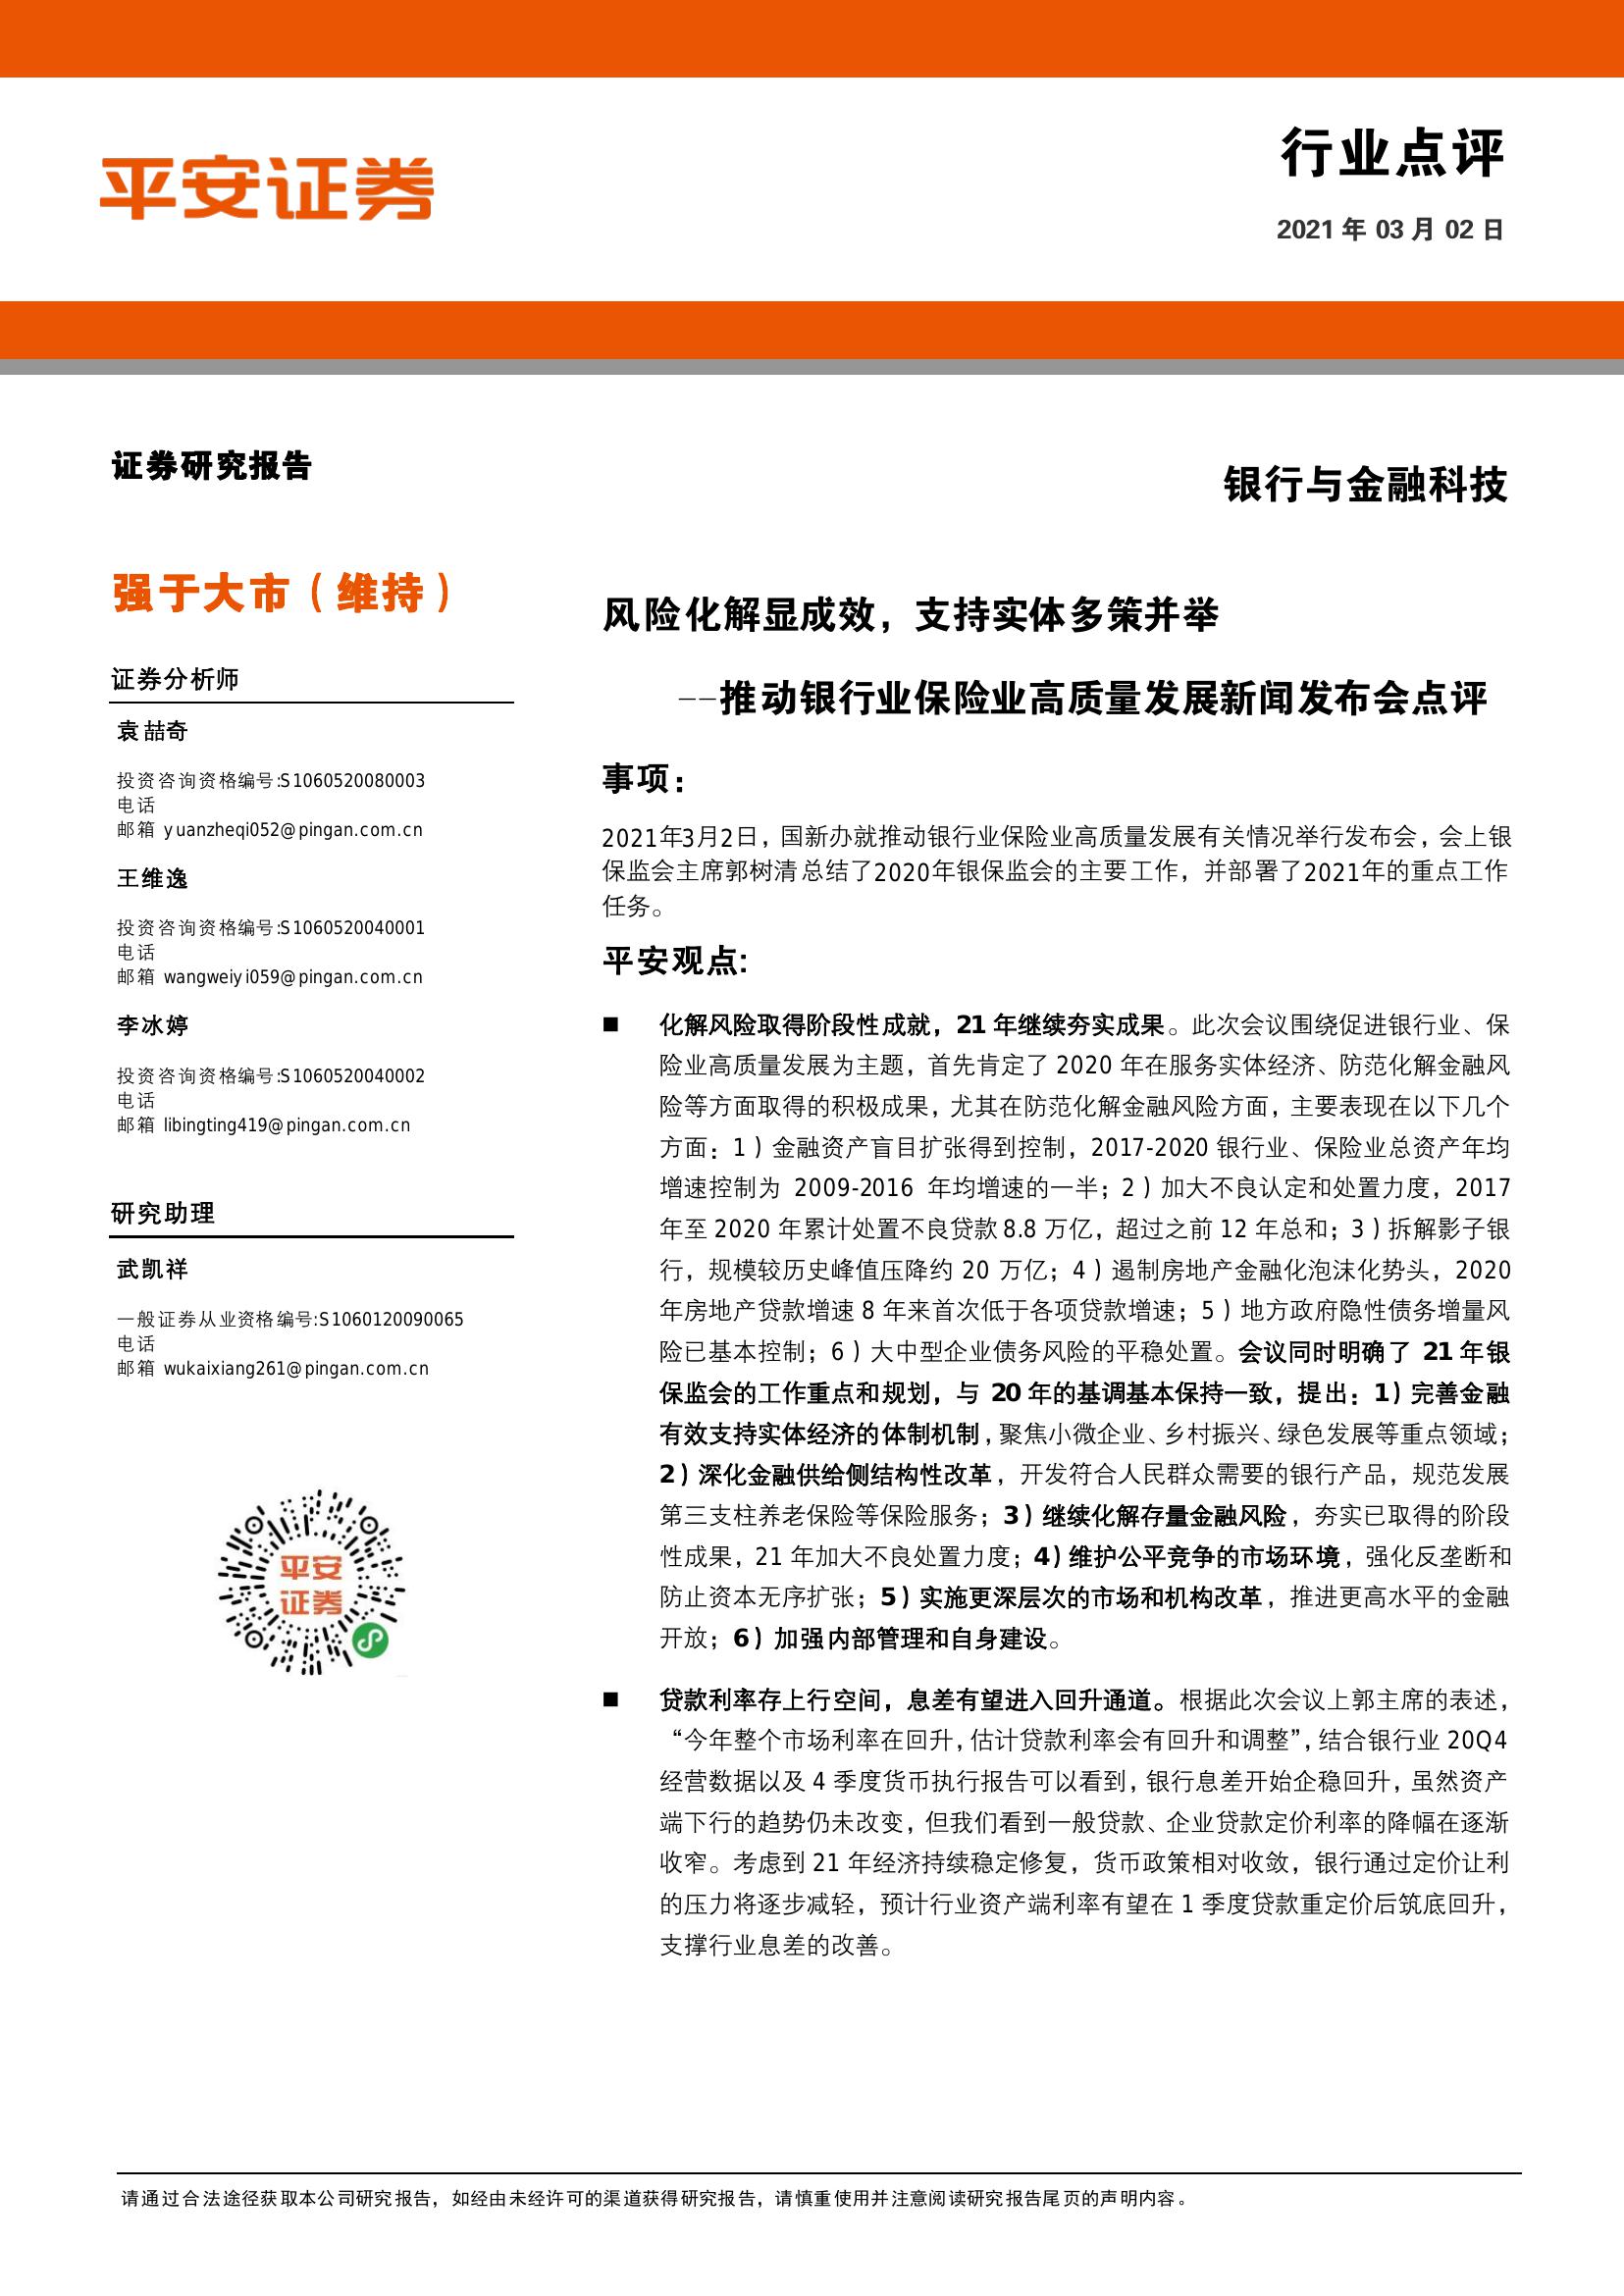 平安证券
行业点评
2021 年 03 月 02 日
证券研究报告
银行与金融科技
强于大市（维持）
证券分析师
袁喆奇
投资咨询资格编号:S1060520080003
电话
邮箱 yuanzheqi052@pingan.com.cn
王维逸
投资咨询资格编号:S1060520040001
电话
邮箱 wangweiyi059@pingan.com.cn
李冰婷
投资咨询资格编号:S1060520040002
电话
邮箱 libingting419@pingan.com.cn
研究助理
武凯祥
一般证券从业资格编号:S1060120090065
电话
邮箱 wukaixiang261@pingan.com.cn
平安
证券
风险化解显成效，支持实体多策并举
--推动银行业保险业高质量发展新闻发布会点评
事项：
2021年3月2日，国新办就推动银行业保险业高质量发展有关情况举行发布会，会上银
保监会主席郭树清总结了2020年银保监会的主要工作，并部署了2021年的重点工作
任务。
平安观点:
■ 化解风险取得阶段性成就，21 年继续夯实成果。此次会议围绕促进银行业、保
险业高质量发展为主题，首先肯定了 2020 年在服务实体经济、防范化解金融风
险等方面取得的积极成果，尤其在防范化解金融风险方面，主要表现在以下几个
方面：1）金融资产盲目扩张得到控制，2017-2020 银行业、保险业总资产年均
增速控制为 2009-2016 年均增速的一半；2）加大不良认定和处置力度，2017
年至 2020 年累计处置不良贷款 8.8 万亿，超过之前 12 年总和；3）拆解影子银
行，规模较历史峰值压降约 20 万亿；4）遏制房地产金融化泡沫化势头，2020
年房地产贷款增速 8 年来首次低于各项贷款增速；5）地方政府隐性债务增量风
险已基本控制；6）大中型企业债务风险的平稳处置。会议同时明确了 21 年银
保监会的工作重点和规划，与 20 年的基调基本保持一致，提出：1）完善金融
有效支持实体经济的体制机制，聚焦小微企业、乡村振兴、绿色发展等重点领域；
2）深化金融供给侧结构性改革，开发符合人民群众需要的银行产品，规范发展
第三支柱养老保险等保险服务；3）继续化解存量金融风险，夯实已取得的阶段
性成果，21 年加大不良处置力度；4）维护公平竞争的市场环境，强化反垄断和
防止资本无序扩张；5）实施更深层次的市场和机构改革，推进更高水平的金融
开放；6）加强内部管理和自身建设。
■ 贷款利率存上行空间，息差有望进入回升通道。根据此次会议上郭主席的表述，
“今年整个市场利率在回升，估计贷款利率会有回升和调整”，结合银行业 20Q4
经营数据以及 4 季度货币执行报告可以看到，银行息差开始企稳回升，虽然资产
端下行的趋势仍未改变，但我们看到一般贷款、企业贷款定价利率的降幅在逐渐
收窄。考虑到 21 年经济持续稳定修复，货币政策相对收敛，银行通过定价让利
的压力将逐步减轻，预计行业资产端利率有望在 1 季度贷款重定价后筑底回升，
支撑行业息差的改善。
请通过合法途径获取本公司研究报告，如经由未经许可的渠道获得研究报告，请慎重使用并注意阅读研究报告尾页的声明内容。